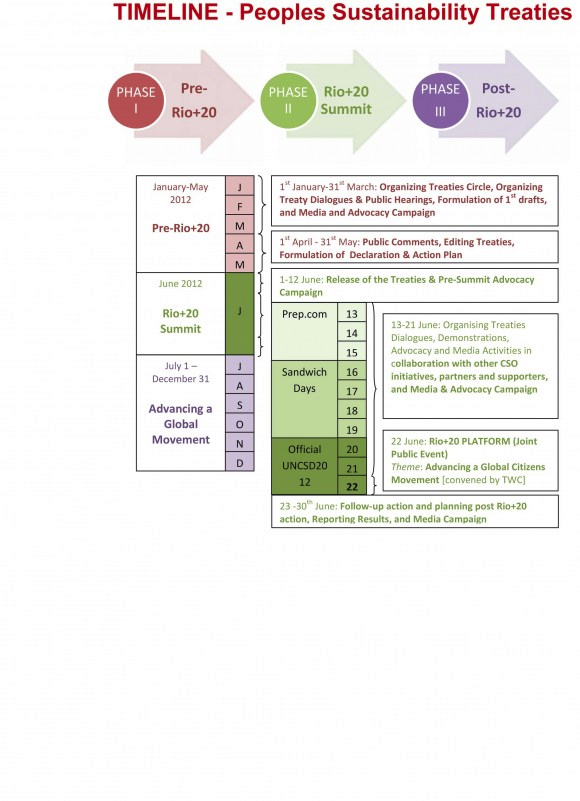 TIMELINE - Peoples Sustainability Treaties
PHASE
I
Pre-
Rio+20
PHASE
II
Rio+20
Summit
PHASE
III
Post-
Rio+20
January-May
2012
Pre-Rio+20
J
F
M
A
M
1st January-31st March: Organizing Treaties Circle, Organizing
Treaty Dialogues & Public Hearings, Formulation of 1st drafts,
and Media and Advocacy Campaign
1st April - 31st May: Public Comments, Editing Treaties,
Formulation of Declaration & Action Plan
June 2012
Rio+20
Summit
J
1-12 June: Release of the Treaties & Pre-Summit Advocacy
Campaign
Prep.com
13
14
15
Sandwich
Days
16
17
18
19
Official
UNCSD20
12
20
21
22
13-21 June: Organising Treaties
Dialogues, Demonstrations,
Advocacy and Media Activities in
collaboration with other CSO
initiatives, partners and supporters,
and Media & Advocacy Campaign
22 June: Rio+20 PLATFORM (Joint
Public Event)
Theme: Advancing a Global Citizens
Movement [convened by TWC]
23 -30th June: Follow-up action and planning post Rio+20
action, Reporting Results, and Media Campaign
July 1 –
December 31
Advancing a
Global
Movement
J
A
S
O
N
D